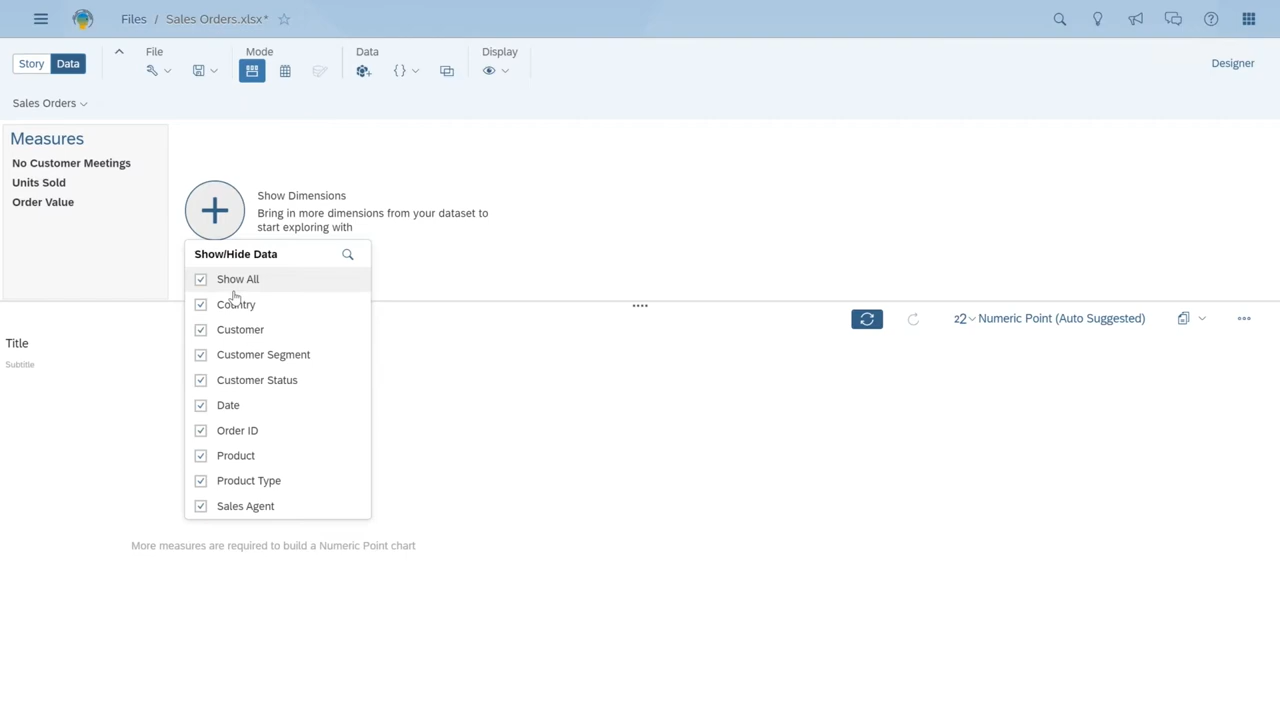 Files / Sales Orders.xlsx*
Story Data
File
Mode
Data
Display
Designer
Sales Orders
Measures
No Customer Meetings
Units Sold
Order Value
Show Dimensions
Bring in more dimensions from your dataset to
start exploring with
Show/Hide Data
Show All
Country
Customer
Customer Segment
Customer Status
Date
Order ID
Product
Product Type
Sales Agent
22 Numeric Point (Auto Suggested)
Title
Subtitle
More measures are required to build a Numeric Point chart